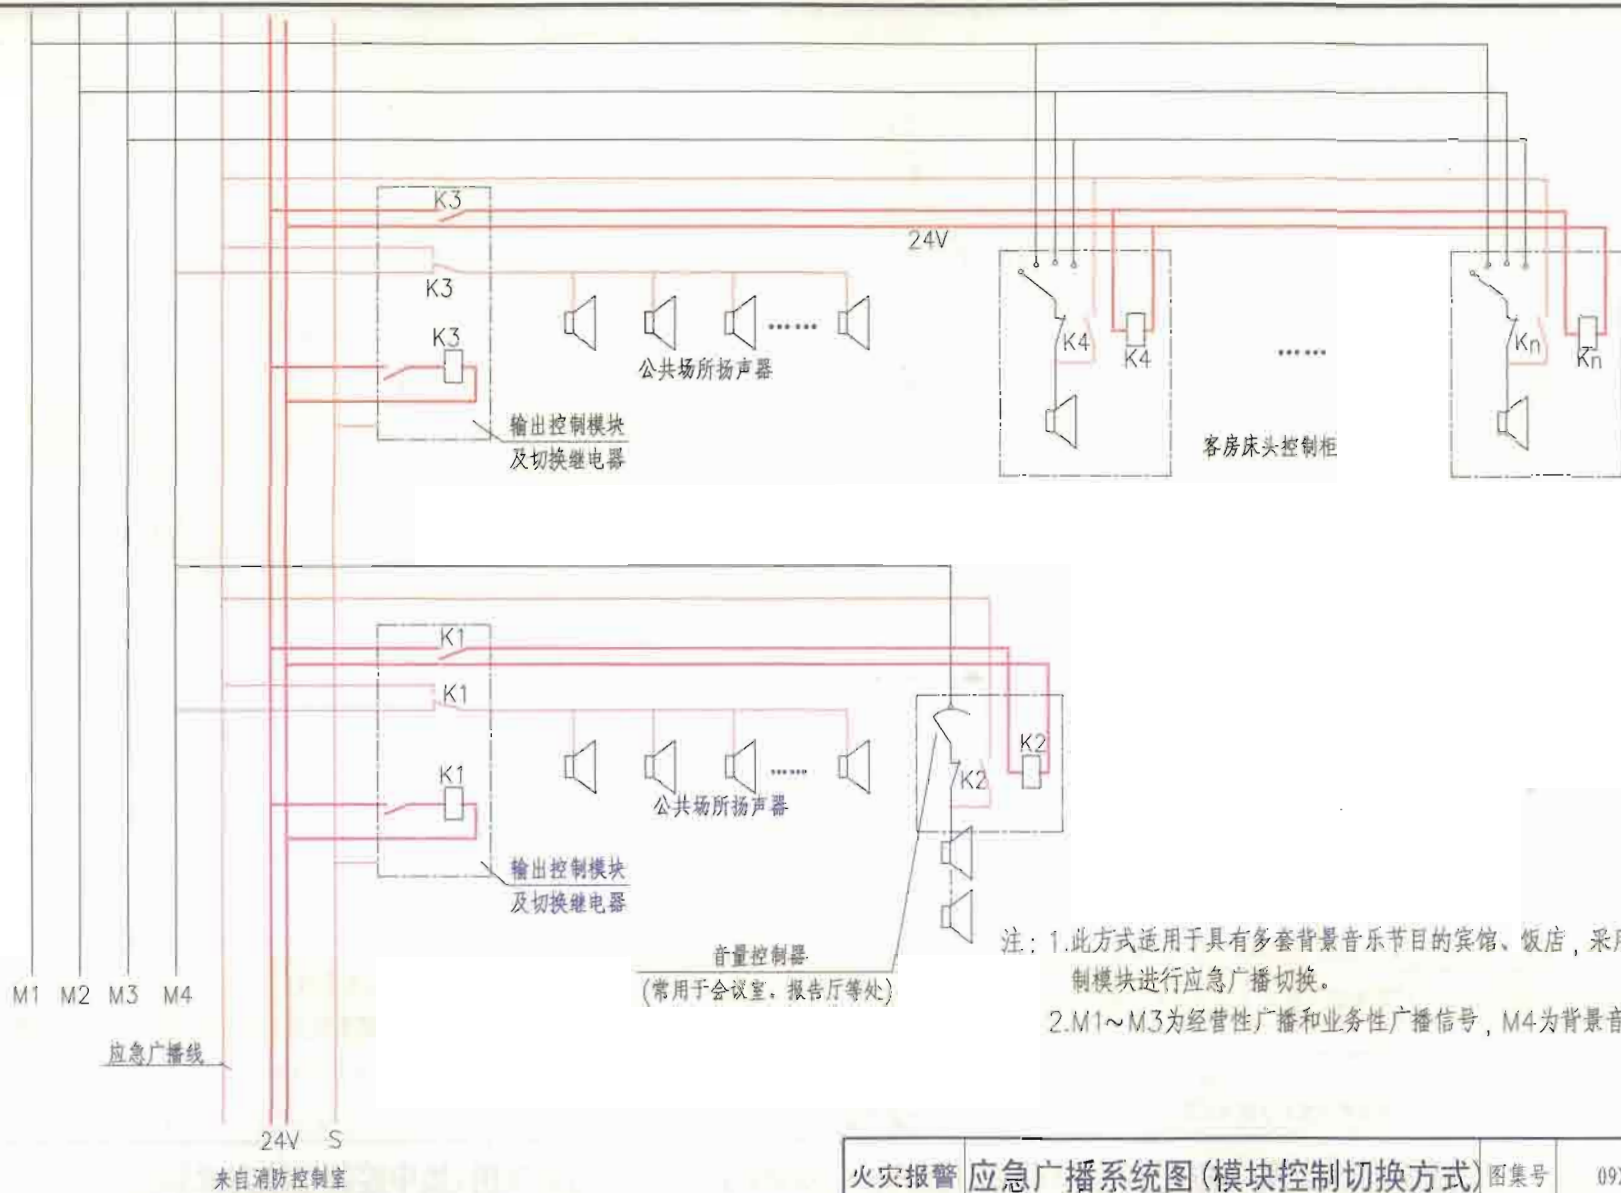 K3
24V
K3
K3
K4
K4
Kn
Kn
公共场所扬声器
……
……
输出控制模块
及切换继电器
客房床头控制柜
K1
K1
K1
K2
K2
……
公共场所扬声器
输出控制模块
及切换继电器
音量控制器
(常用于会议室、报告厅等处)
注：1.此方式适用于具有多套背景音乐节目的宾馆、饭店，采用
制模块进行应急广播切换。
2.M1～M3为经营性广播和业务性广播信号，M4为背景音
M1 M2 M3 M4
应急广播线
24V S
来自消防控制室
火灾报警 应急广播系统图(模块控制切换方式) 图集号 09